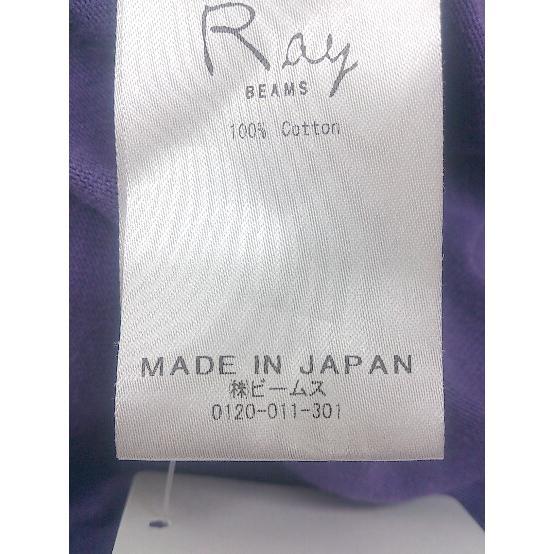 Ray
BEAMS
100% Cotton
MADE IN JAPAN
㈱ビームス
0120-011-301